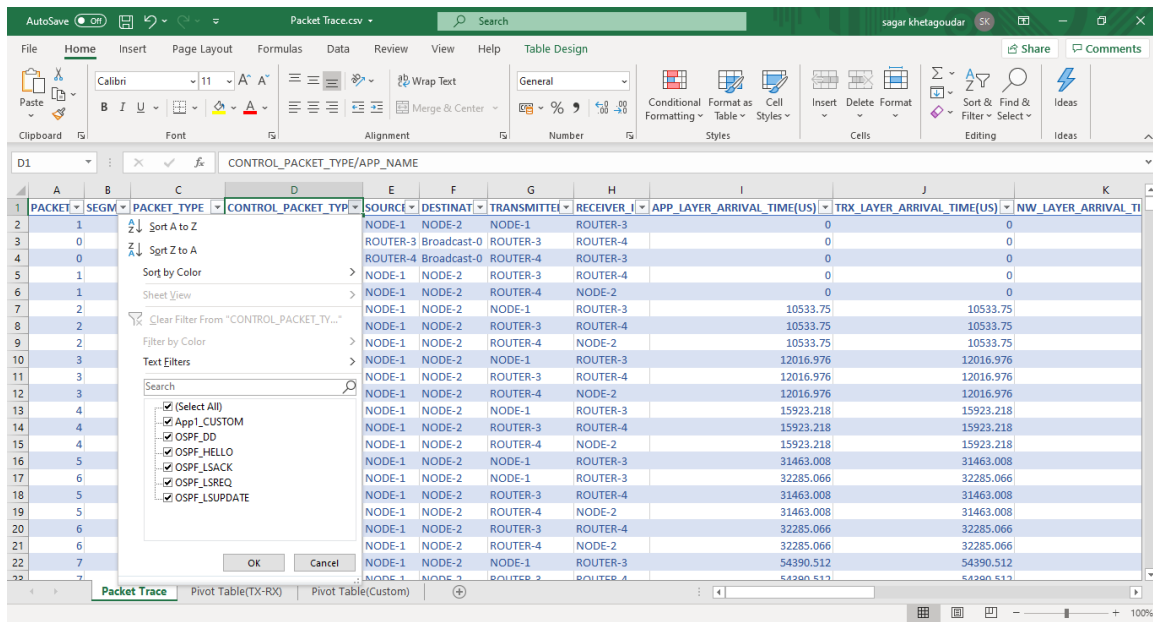 AutoSave Off Packet Trace.csv Search sagar khetagoudar SK
File Home Insert Page Layout Formulas Data Review View Help Table Design Share Comments
Paste Calibri 11 A A Wrap Text General Conditional Formatting Format as Table Cell Styles Insert Delete Format Sort & Filter Find & Select Ideas
B I U A Merge & Center $ % 9
Clipboard Font Alignment Number Styles Cells Editing Ideas
D1 fx CONTROL_PACKET_TYPE/APP_NAME
A B C D E F G H I J K
1 PACKET SEGM PACKET_TYPE CONTROL_PACKET_TYP SOURCE DESTINAT TRANSMITTE RECEIVER_I APP_LAYER_ARRIVAL_TIME(US) TRX_LAYER_ARRIVAL_TIME(US) NW_LAYER_ARRIVAL_TI
2 1 NODE-1 NODE-2 NODE-1 ROUTER-3 0 0
3 0 ROUTER-3 Broadcast-0 ROUTER-3 ROUTER-4 0 0
4 0 ROUTER-4 Broadcast-0 ROUTER-4 ROUTER-3 0 0
5 1 NODE-1 NODE-2 ROUTER-3 ROUTER-4 0 0
6 1 NODE-1 NODE-2 ROUTER-4 NODE-2 0 0
7 2 NODE-1 NODE-2 NODE-1 ROUTER-3 10533.75 10533.75
8 2 NODE-1 NODE-2 ROUTER-3 ROUTER-4 10533.75 10533.75
9 2 NODE-1 NODE-2 ROUTER-4 NODE-2 10533.75 10533.75
10 3 NODE-1 NODE-2 NODE-1 ROUTER-3 12016.976 12016.976
11 3 NODE-1 NODE-2 ROUTER-3 ROUTER-4 12016.976 12016.976
12 3 NODE-1 NODE-2 ROUTER-4 NODE-2 12016.976 12016.976
13 4 NODE-1 NODE-2 NODE-1 ROUTER-3 15923.218 15923.218
14 4 NODE-1 NODE-2 ROUTER-3 ROUTER-4 15923.218 15923.218
15 4 NODE-1 NODE-2 ROUTER-4 NODE-2 15923.218 15923.218
16 5 NODE-1 NODE-2 NODE-1 ROUTER-3 31463.008 31463.008
17 6 NODE-1 NODE-2 NODE-1 ROUTER-3 32285.066 32285.066
18 5 NODE-1 NODE-2 ROUTER-3 ROUTER-4 31463.008 31463.008
19 5 NODE-1 NODE-2 ROUTER-4 NODE-2 31463.008 31463.008
20 6 NODE-1 NODE-2 ROUTER-3 ROUTER-4 32285.066 32285.066
21 6 NODE-1 NODE-2 ROUTER-4 NODE-2 32285.066 32285.066
22 7 NODE-1 NODE-2 NODE-1 ROUTER-3 54390.512 54390.512
23 7 NODE-1 NODE-2 ROUTER-3 ROUTER-4 54390.512 54390.512
Sort A to Z
Sort Z to A
Sort by Color
Sheet View
Clear Filter From "CONTROL_PACKET_TY..."
Filter by Color
Text Filters
Search
(Select All)
App1_CUSTOM
OSPF_DD
OSPF_HELLO
OSPF_LSACK
OSPF_LSREQ
OSPF_LSUPDATE
OK Cancel
Packet Trace Pivot Table(TX-RX) Pivot Table(Custom)
100%